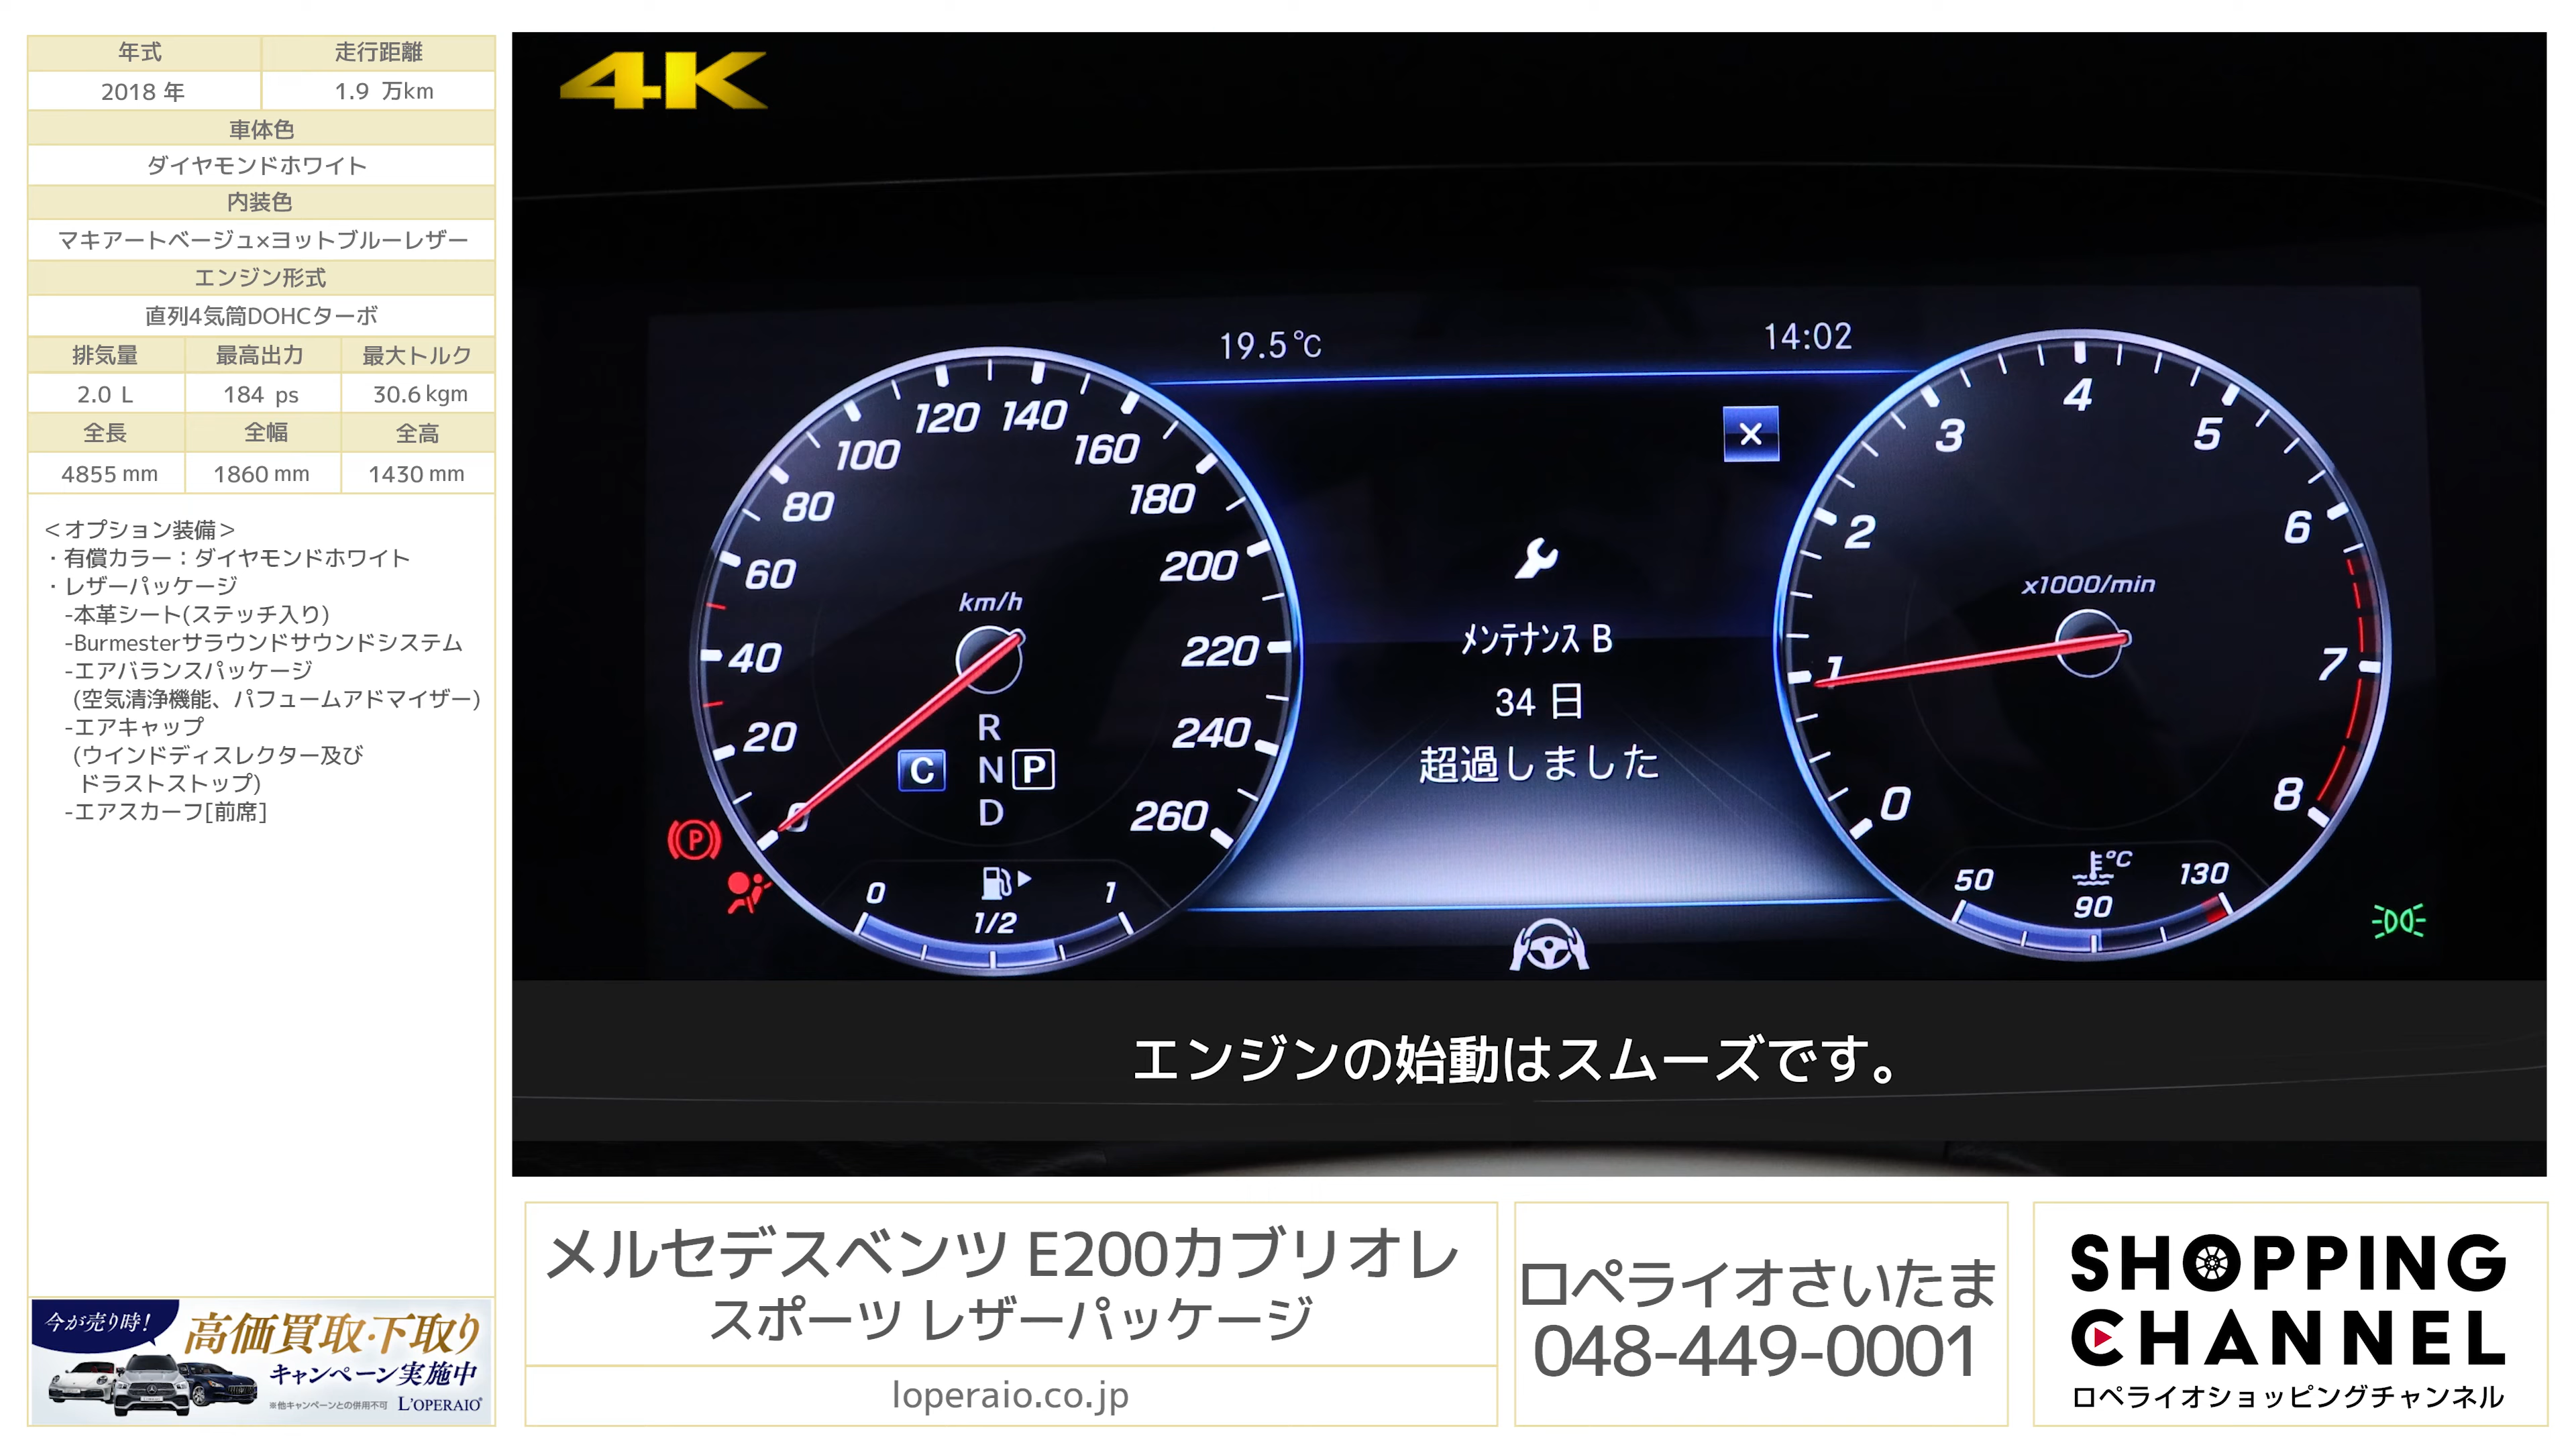 年式 走行距離
2018 年 1.9 万km
車体色
ダイヤモンドホワイト
内装色
マキアートベージュ×ヨットブルーレザー
エンジン形式
直列4気筒DOHCターボ
排気量 最高出力 最大トルク
2.0 L 184 ps 30.6 kgm
全長 全幅 全高
4855 mm 1860 mm 1430 mm
＜オプション装備＞
・有償カラー：ダイヤモンドホワイト
・レザーパッケージ
-本革シート(ステッチ入り)
-Burmesterサラウンドサウンドシステム
-エアバランスパッケージ
(空気清浄機能、パフュームアドマイザー)
-エアキャップ
(ウインドディスレクター及び
ドラストストップ)
-エアスカーフ[前席]
今が売り時!
高価買取・下取り
キャンペーン実施中
※他キャンペーンとの併用不可 L'OPERAIO®
4K
19.5℃ 14:02
0 20 40 60 80 100 120 140 160 180 200 220 240 260
km/h
R
C N P
D
0 1/2 1
×
メンテナンス B
34 日
超過しました
0 1 2 3 4 5 6 7 8
x1000/min
°C
50 90 130
P
エンジンの始動はスムーズです。
メルセデスベンツ E200カブリオレ
スポーツ レザーパッケージ
loperaio.co.jp
ロペライオさいたま
048-449-0001
SHOPPING
CHANNEL
ロペライオショッピングチャンネル